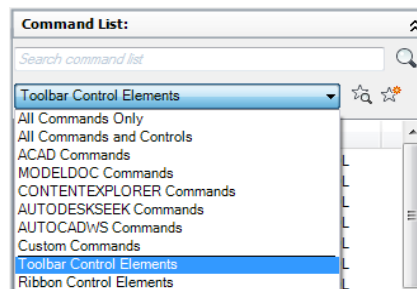 Command List:
Search command list
Toolbar Control Elements
All Commands Only
All Commands and Controls
ACAD Commands
MODELDOC Commands
CONTENTEXPLORER Commands
AUTODESKSEEK Commands
AUTOCADWS Commands
Custom Commands
Toolbar Control Elements
Ribbon Control Elements